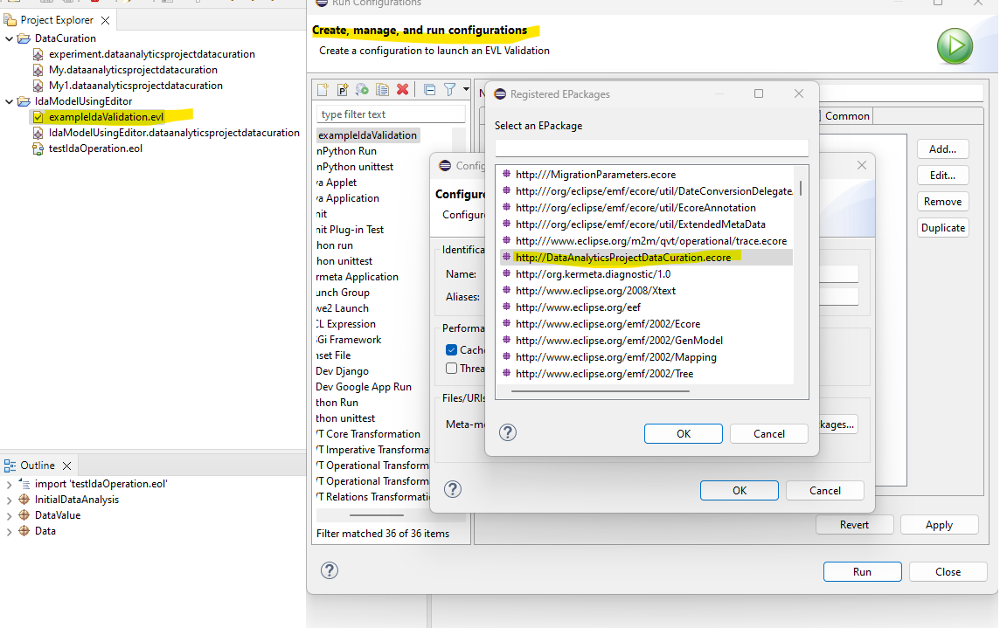 Project Explorer
DataCuration
experiment.dataanalyticsprojectdatacuration
My.dataanalyticsprojectdatacuration
My1.dataanalyticsprojectdatacuration
IdaModelUsingEditor
exampleIdaValidation.evl
IdaModelUsingEditor.dataanalyticsprojectdatacuration
testIdaOperation.eol
Outline
import 'testIdaOperation.eol'
InitialDataAnalysis
DataValue
Data
Run Configurations
Create, manage, and run configurations
Create a configuration to launch an EVL Validation
type filter text
exampleIdaValidation
nPython Run
nPython unittest
va Applet
va Application
nit
nit Plug-in Test
hon run
hon unittest
rmeta Application
unch Group
we2 Launch
CL Expression
Gi Framework
nset File
Dev Django
Dev Google App Run
thon Run
thon unittest
T Core Transformation
T Imperative Transforma
T Operational Transform
T Operational Transform
T Relations Transformatic
Filter matched 36 of 36 items
N
Common
Add...
Edit...
Remove
Duplicate
Revert
Apply
Run
Close
Config
Configure
Configure
Identifica
Name:
Aliases:
Performa
Cache
Threa
Files/URIs
Meta-mo
kages...
OK
Cancel
Registered EPackages
Select an EPackage
http:///MigrationParameters.ecore
http:///org/eclipse/emf/ecore/util/DateConversionDelegate
http:///org/eclipse/emf/ecore/util/EcoreAnnotation
http:///org/eclipse/emf/ecore/util/ExtendedMetaData
http:///www.eclipse.org/m2m/qvt/operational/trace.ecore
http://DataAnalyticsProjectDataCuration.ecore
http://org.kermeta.diagnostic/1.0
http://www.eclipse.org/2008/Xtext
http://www.eclipse.org/eef
http://www.eclipse.org/emf/2002/Ecore
http://www.eclipse.org/emf/2002/GenModel
http://www.eclipse.org/emf/2002/Mapping
http://www.eclipse.org/emf/2002/Tree
OK
Cancel